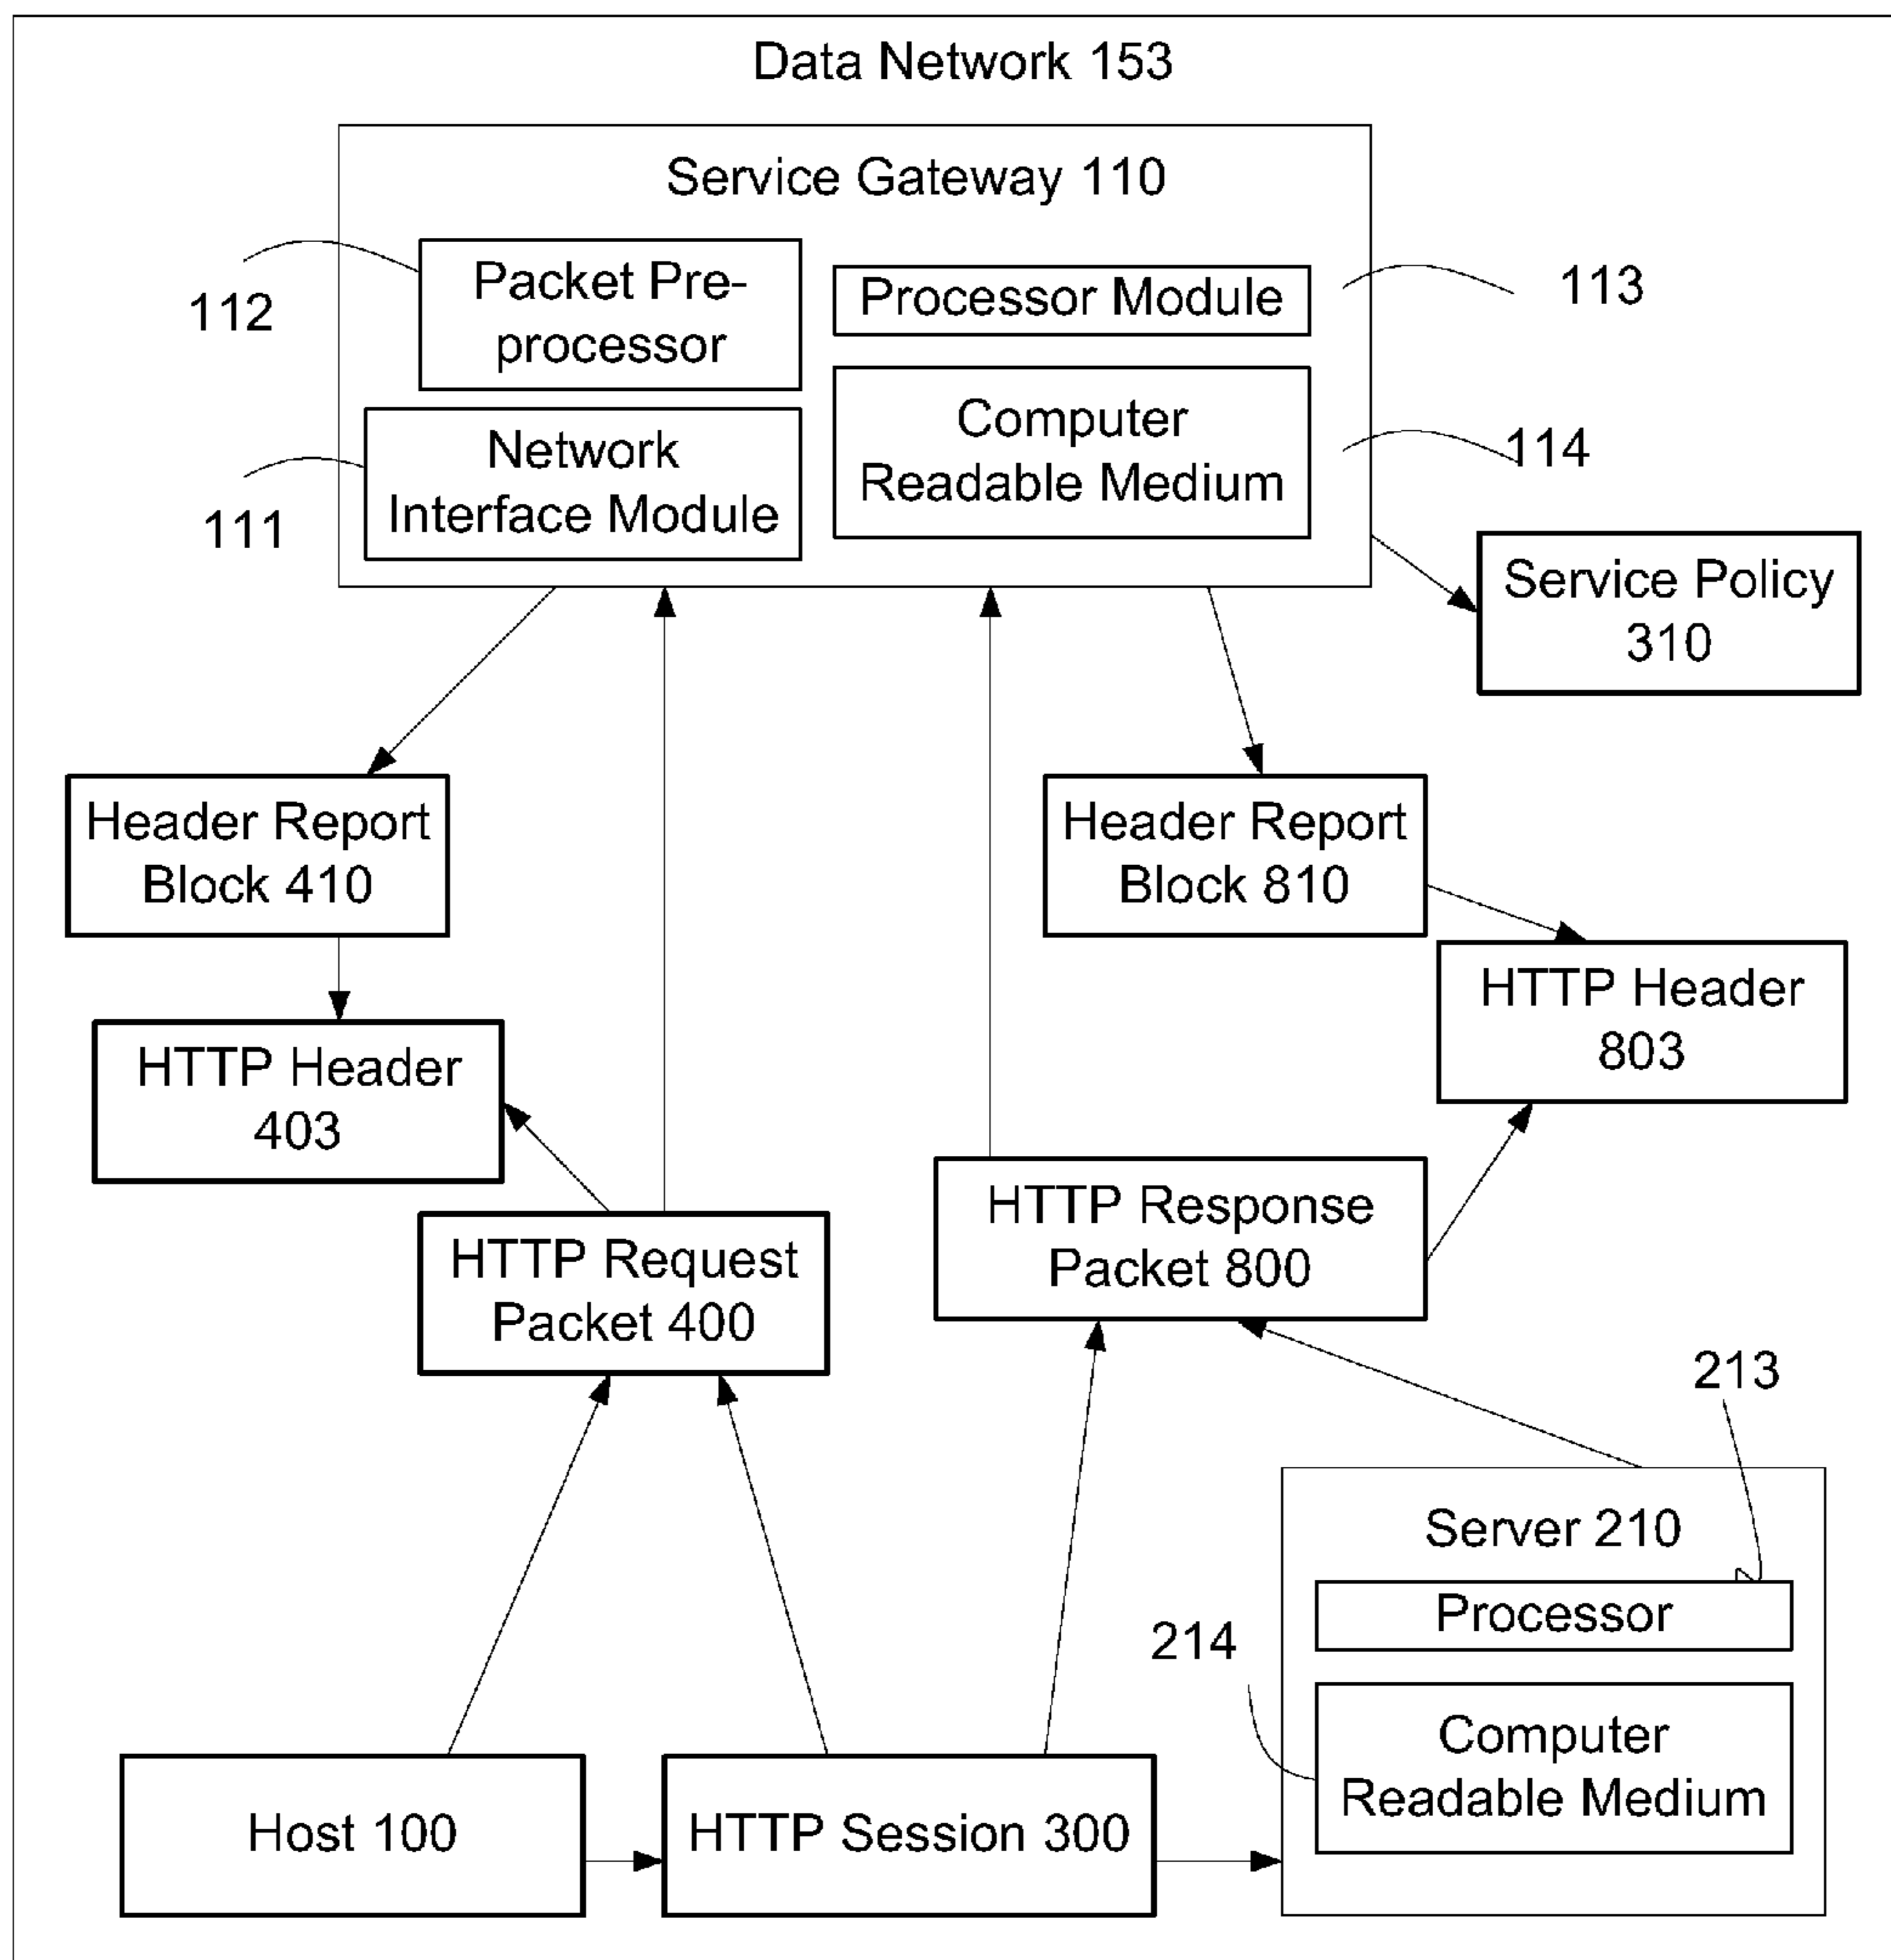 Data Network 153
Service Gateway 110
112
Packet Pre-
processor
Processor Module
113
111
Network
Interface Module
Computer
Readable Medium
114
Service Policy
310
Header Report
Block 410
Header Report
Block 810
HTTP Header
403
HTTP Header
803
HTTP Request
Packet 400
HTTP Response
Packet 800
213
Server 210
Processor
214
Computer
Readable Medium
Host 100
HTTP Session 300